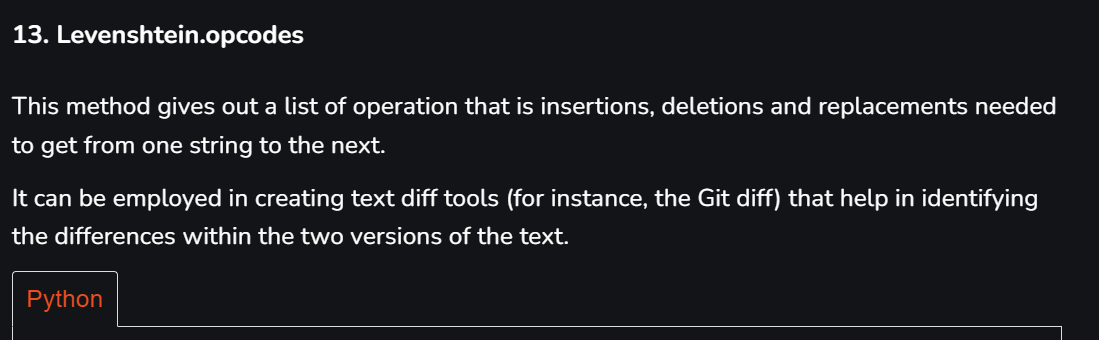 13. Levenshtein.opcodes
This method gives out a list of operation that is insertions, deletions and replacements needed
to get from one string to the next.
It can be employed in creating text diff tools (for instance, the Git diff) that help in identifying
the differences within the two versions of the text.
Python